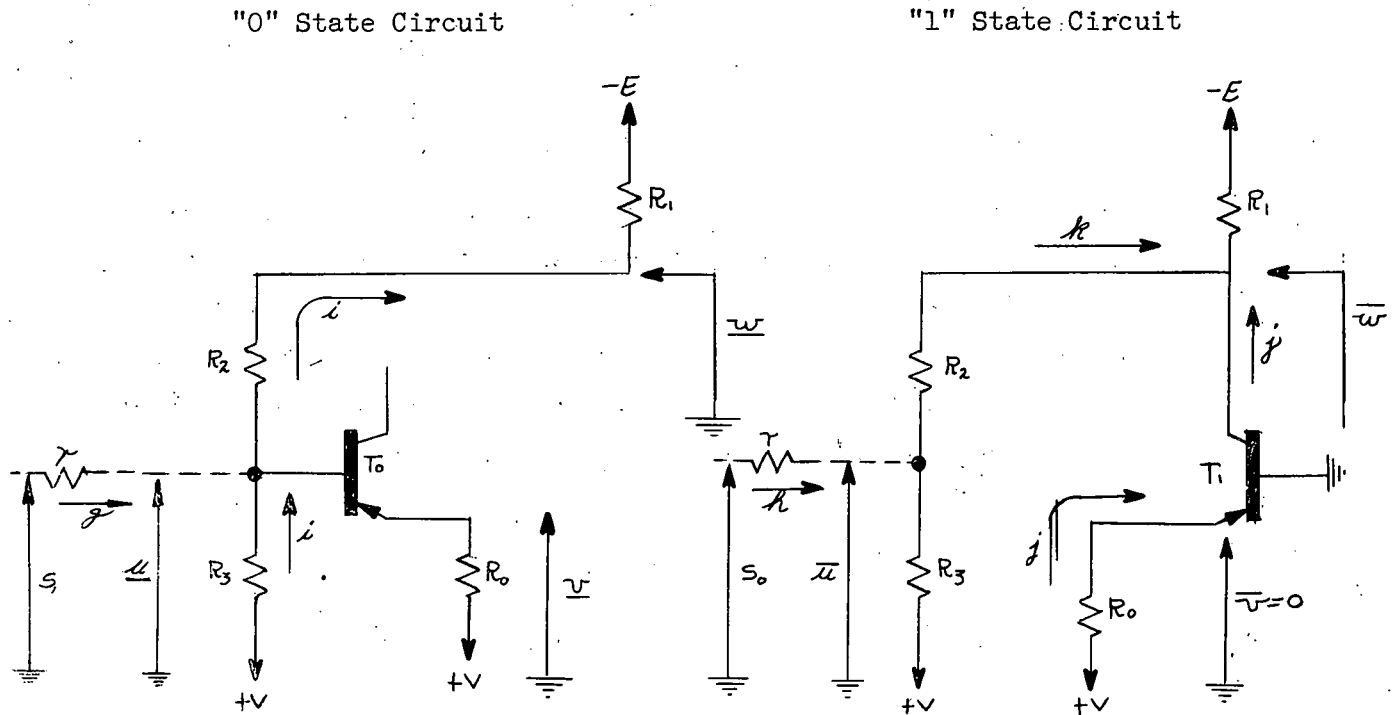 "0" State Circuit
"1" State Circuit
-E
R₁
i
w
R₂
r
T₀
g
i
S₁
u
R₃
R₀
v
+V
+V
-E
R₁
k
w̅
j
R₂
r
T₁
h
j
S₀
u̅
R₃
R₀
v̅=0
+V
+V